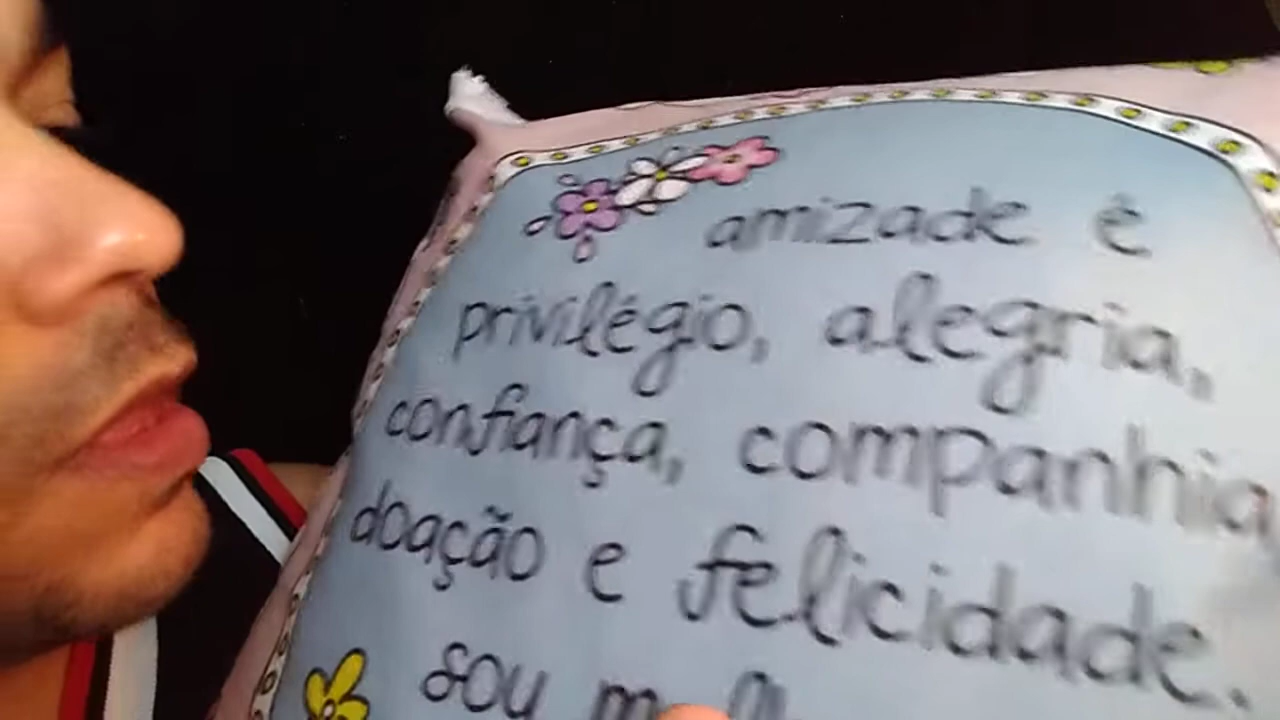 amizade é
privilégio, alegria,
confiança, companhia
doação e felicidade.
sou